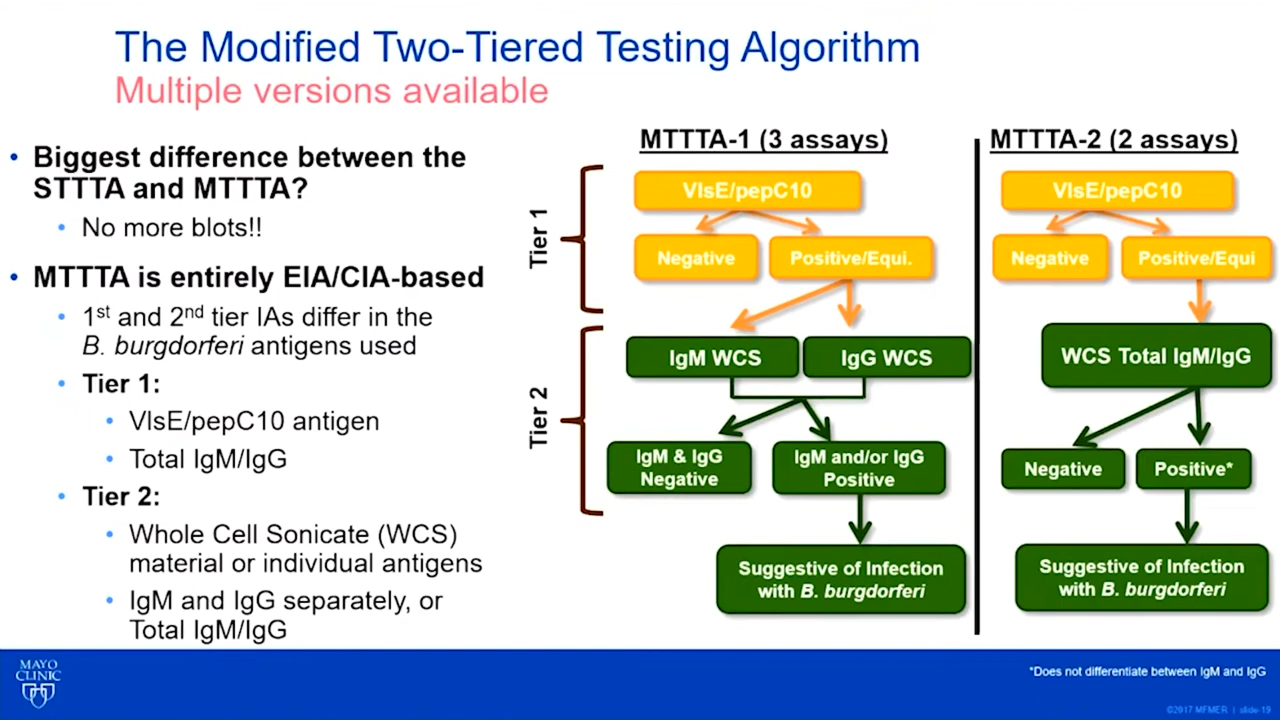 The Modified Two-Tiered Testing Algorithm
Multiple versions available
• Biggest difference between the
STTTA and MTTTA?
• No more blots!!
• MTTTA is entirely EIA/CIA-based
• 1st and 2nd tier IAs differ in the
B. burgdorferi antigens used
• Tier 1:
• VlsE/pepC10 antigen
• Total IgM/IgG
• Tier 2:
• Whole Cell Sonicate (WCS)
material or individual antigens
• IgM and IgG separately, or
Total IgM/IgG
MTTTA-1 (3 assays)
Tier 1
VlsE/pepC10
Negative
Positive/Equi.
Tier 2
IgM WCS
IgG WCS
IgM & IgG
Negative
IgM and/or IgG
Positive
Suggestive of Infection
with B. burgdorferi
MTTTA-2 (2 assays)
VlsE/pepC10
Negative
Positive/Equi
WCS Total IgM/IgG
Negative
Positive*
Suggestive of Infection
with B. burgdorferi
MAYO
CLINIC
*Does not differentiate between IgM and IgG
©2017 MFMER | slide-19